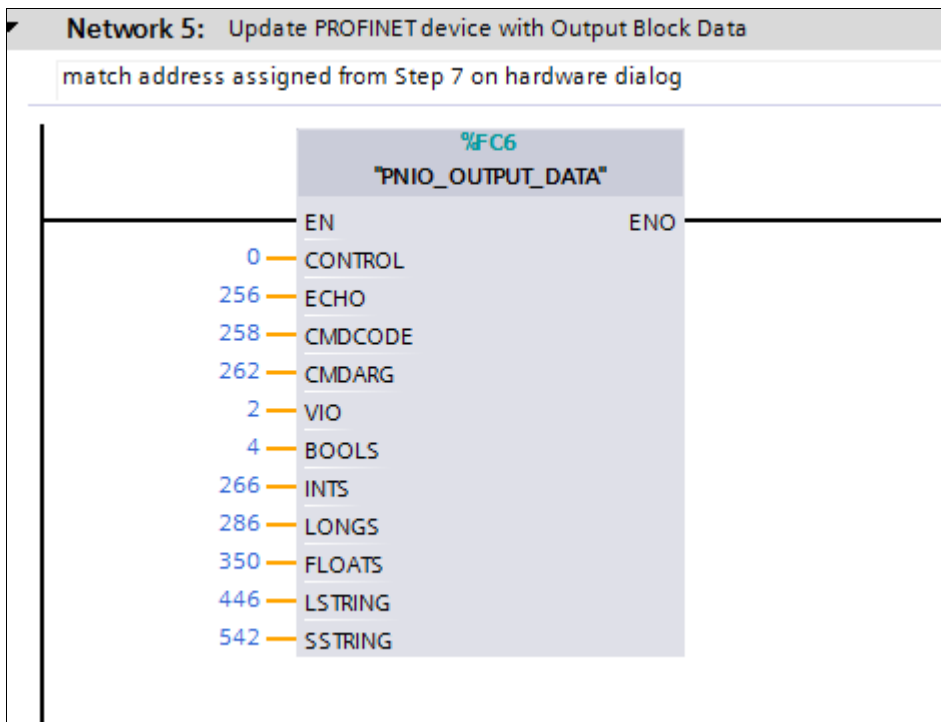 Network 5: Update PROFINET device with Output Block Data
match address assigned from Step 7 on hardware dialog
%FC6
"PNIO_OUTPUT_DATA"
EN ENO
0 CONTROL
256 ECHO
258 CMDCODE
262 CMDARG
2 VIO
4 BOOLS
266 INTS
286 LONGS
350 FLOATS
446 LSTRING
542 SSTRING